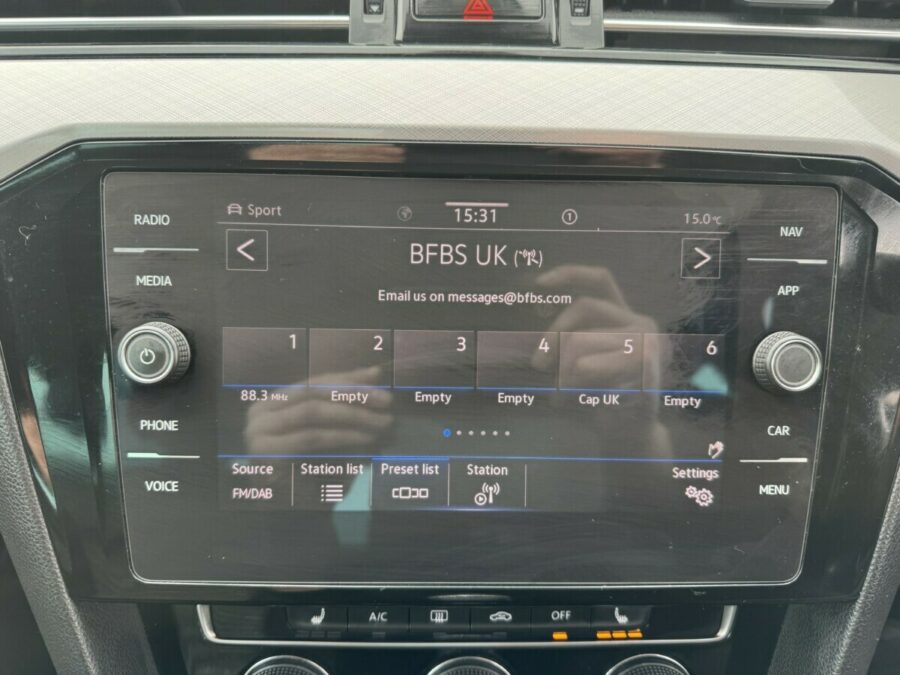 RADIO
MEDIA
PHONE
VOICE
Sport
15:31
1
15.0°C
BFBS UK
Email us on messages@bfbs.com
1 2 3 4 5 6
88.3 MHz Empty Empty Empty Cap UK Empty
Source Station list Preset list Station Settings
FM/DAB
NAV
APP
CAR
MENU
A/C OFF